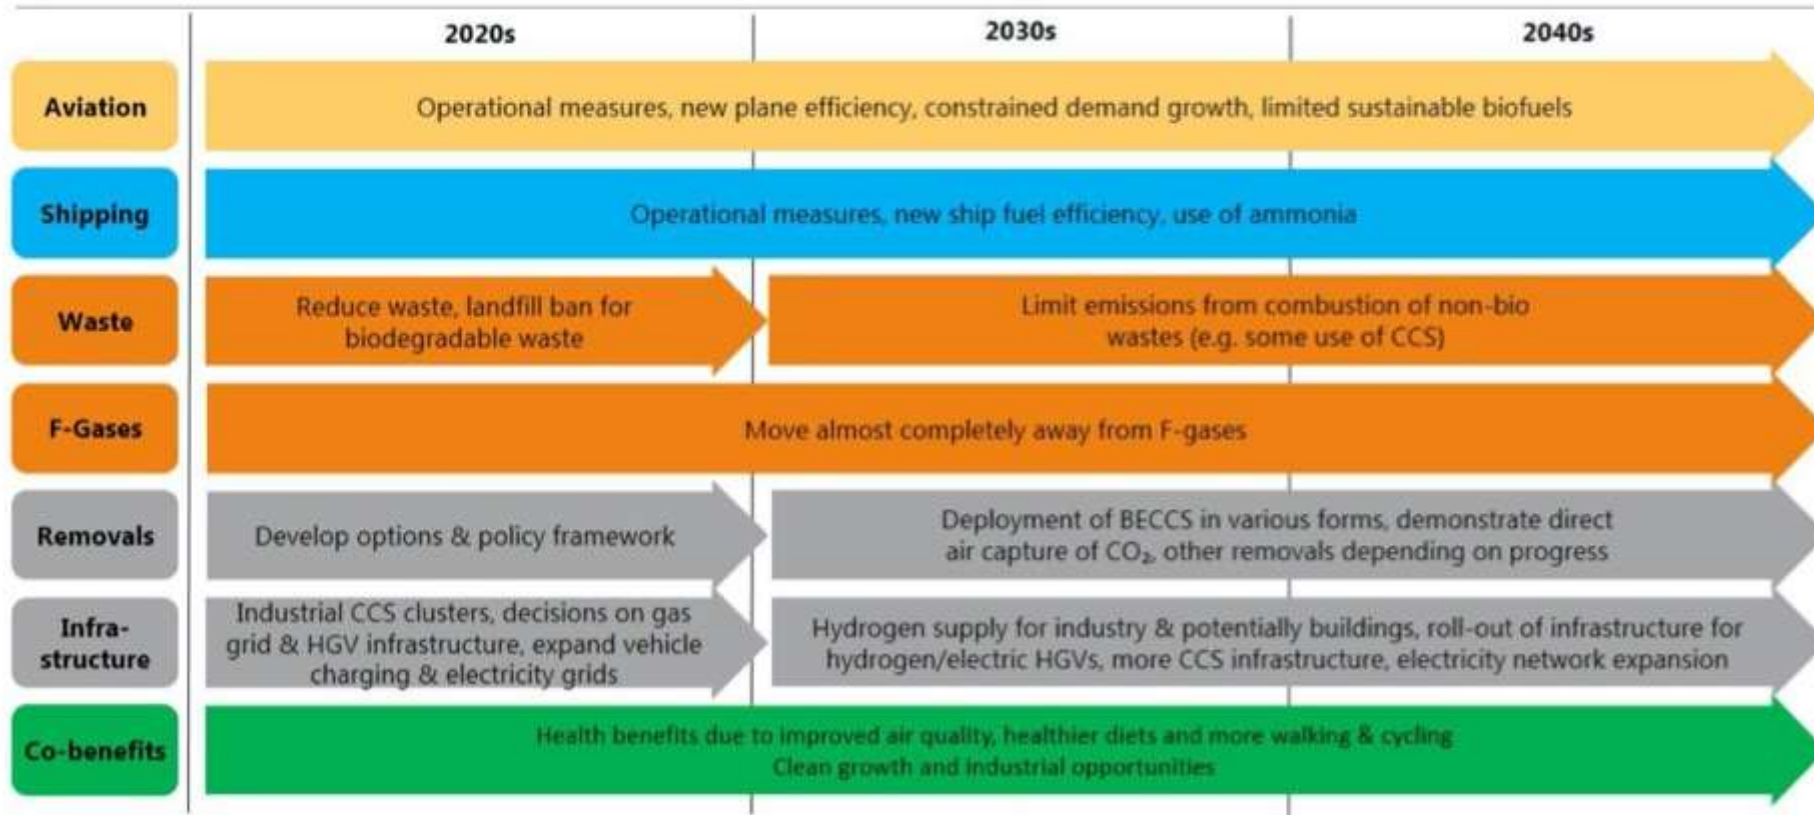 2020s
2030s
2040s
Aviation
Operational measures, new plane efficiency, constrained demand growth, limited sustainable biofuels
Shipping
Operational measures, new ship fuel efficiency, use of ammonia
Waste
Reduce waste, landfill ban for
biodegradable waste
Limit emissions from combustion of non-bio
wastes (e.g. some use of CCS)
F-Gases
Move almost completely away from F-gases
Removals
Develop options & policy framework
Deployment of BECCS in various forms, demonstrate direct
air capture of CO₂, other removals depending on progress
Infra-
structure
Industrial CCS clusters, decisions on gas
grid & HGV infrastructure, expand vehicle
charging & electricity grids
Hydrogen supply for industry & potentially buildings, roll-out of infrastructure for
hydrogen/electric HGVs, more CCS infrastructure, electricity network expansion
Co-benefits
Health benefits due to improved air quality, healthier diets and more walking & cycling
Clean growth and industrial opportunities